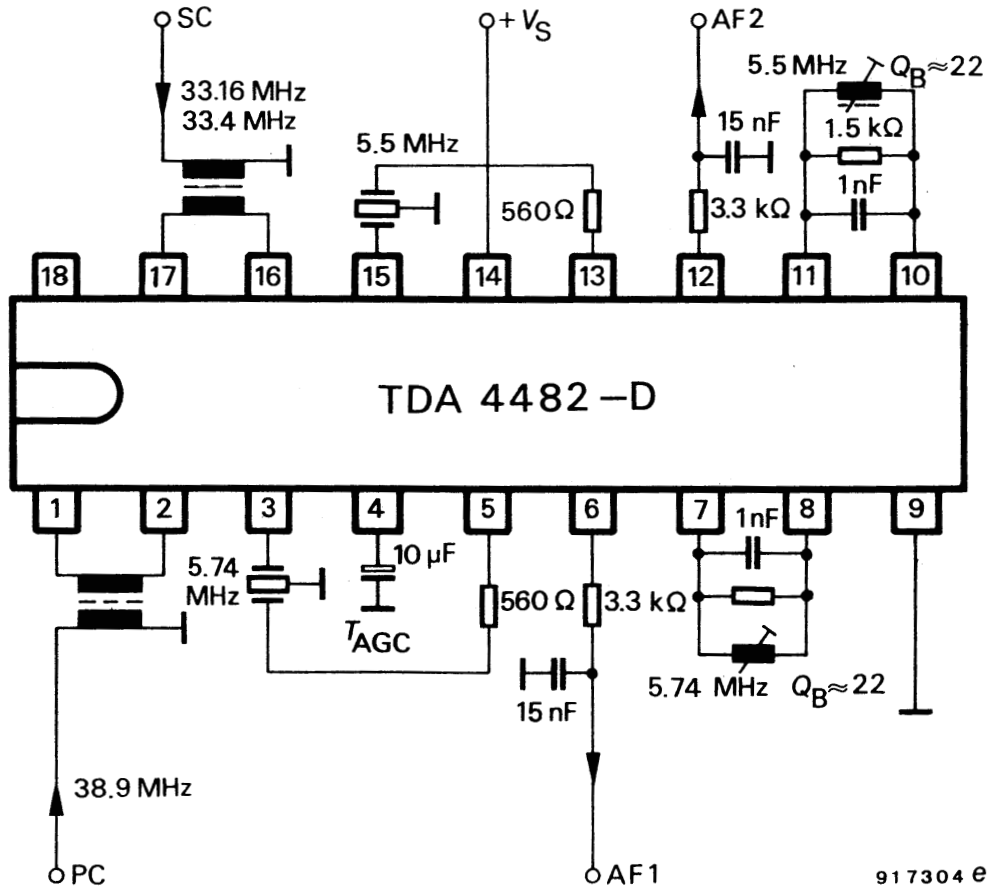 SC
+VS
AF2
33.16 MHz
33.4 MHz
5.5 MHz
15 nF
5.5 MHz
QB≈22
1.5 kΩ
1nF
560Ω
3.3 kΩ
18
17
16
15
14
13
12
11
10
TDA 4482–D
1
2
3
4
5
6
7
8
9
5.74
MHz
10 µF
TAGC
560 Ω
3.3 kΩ
1nF
15 nF
5.74 MHz
QB≈22
38.9 MHz
PC
AF1
917304 e